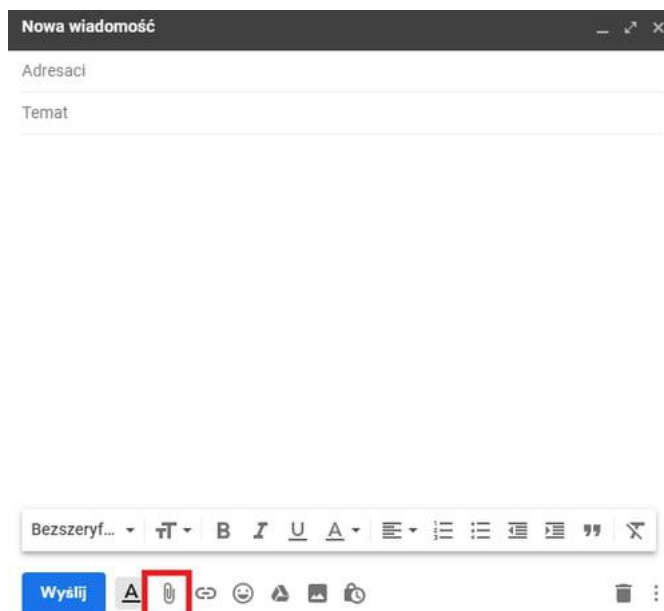 Nowa wiadomość
Adresaci
Temat
Bezszeryf... B I U A
Wyślij A